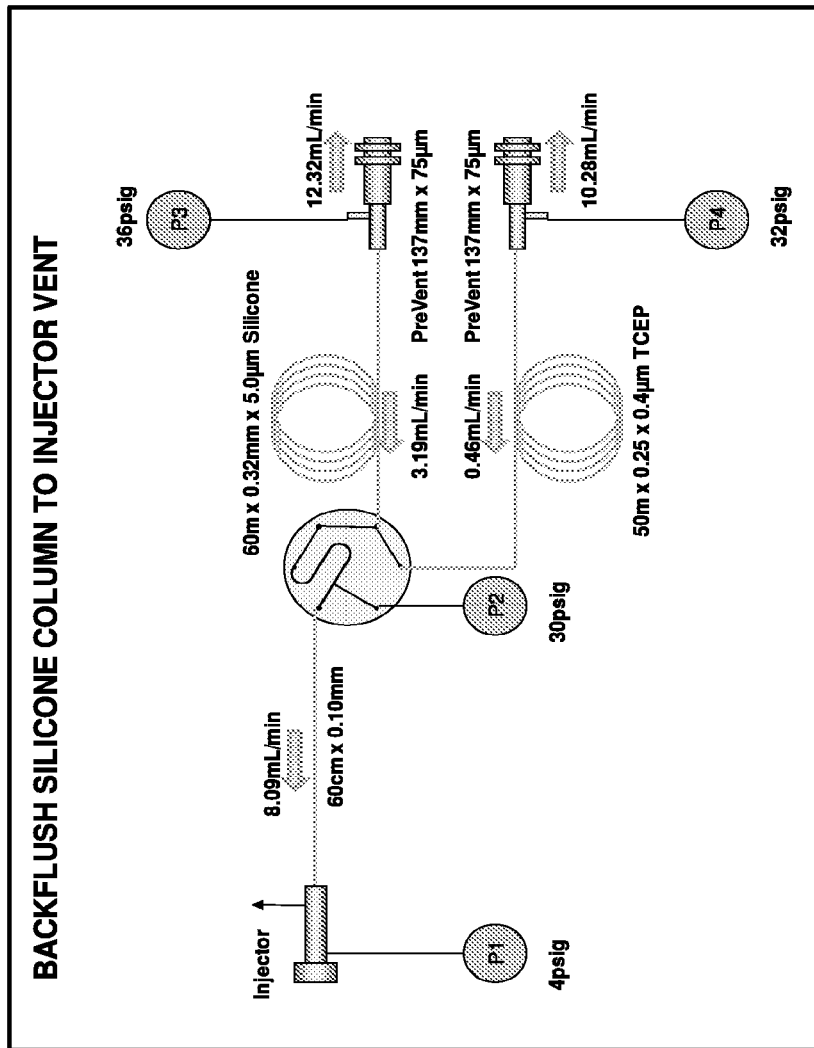 BACKFLUSH SILICONE COLUMN TO INJECTOR VENT
36psig
P3
12.32mL/min
60m x 0.32mm x 5.0µm Silicone
3.19mL/min
PreVent 137mm x 75µm
8.09mL/min
60cm x 0.10mm
Injector
PreVent 137mm x 75µm
0.46mL/min
10.28mL/min
50m x 0.25 x 0.4µm TCEP
P1
4psig
P2
30psig
P4
32psig